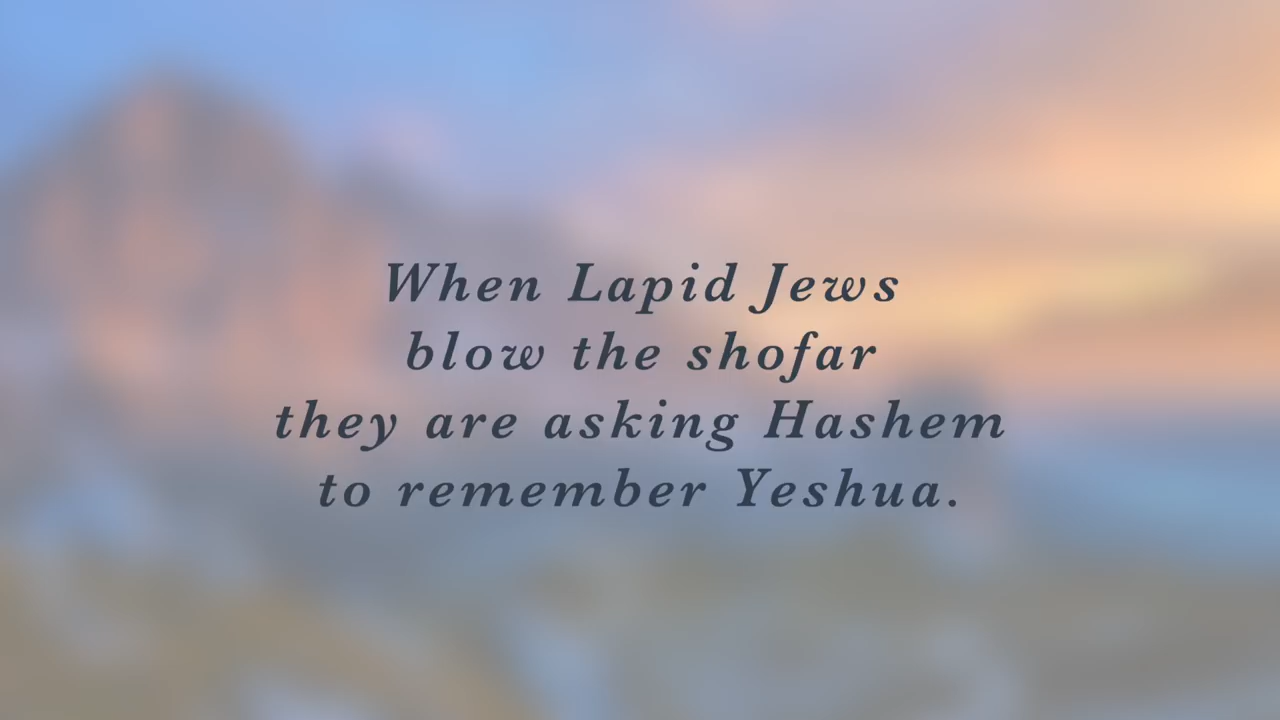 When Lapid Jews
blow the shofar
they are asking Hashem
to remember Yeshua.